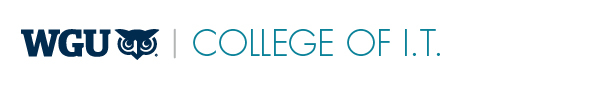 WGU | COLLEGE OF I.T.